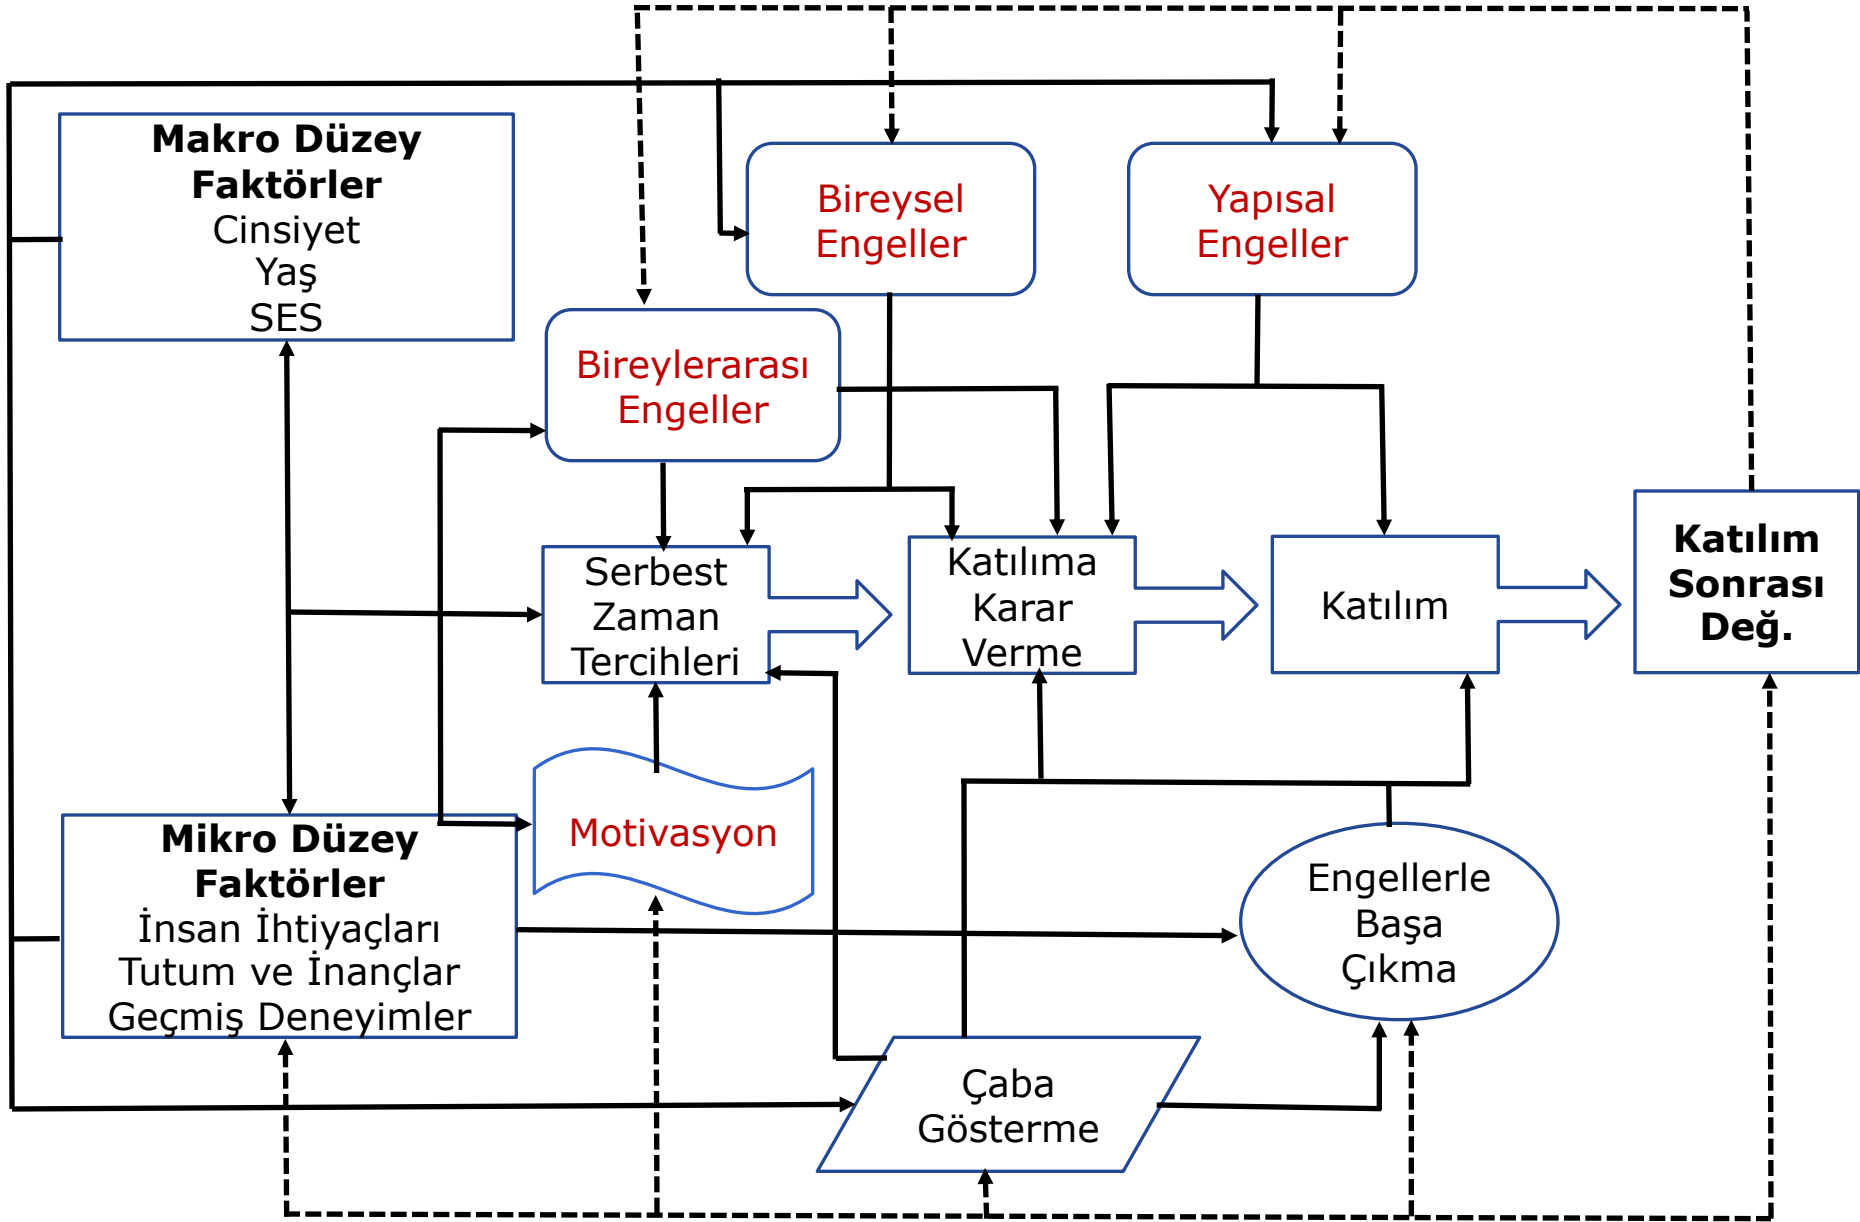 Makro Düzey
Faktörler
Cinsiyet
Yaş
SES
Bireysel
Engeller
Yapısal
Engeller
Bireylerarası
Engeller
Serbest
Zaman
Tercihleri
Katılıma
Karar
Verme
Katılım
Katılım
Sonrası
Değ.
Mikro Düzey
Faktörler
İnsan İhtiyaçları
Tutum ve İnançlar
Geçmiş Deneyimler
Motivasyon
Engellerle
Başa
Çıkma
Çaba
Gösterme